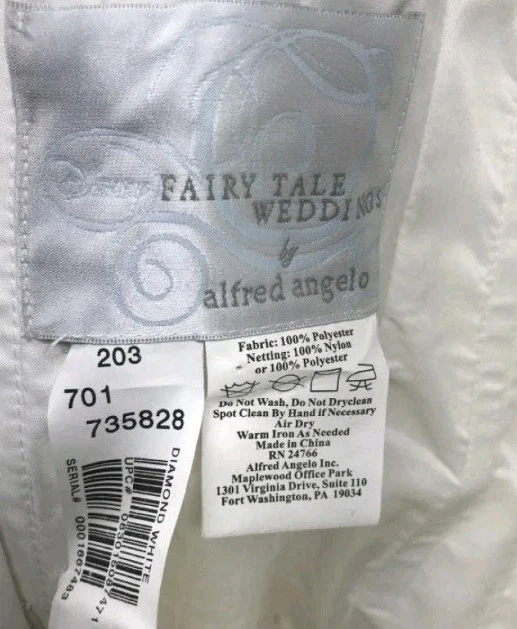 Disney FAIRY TALE
WEDDINGS
by
alfred angelo
203
701
735828
DIAMOND WHITE
UPC#
SERIAL#
Fabric: 100% Polyester
Netting: 100% Nylon
or 100% Polyester
Do Not Wash, Do Not Dryclean
Spot Clean By Hand if Necessary
Air Dry
Warm Iron As Needed
Made in China
RN 24766
Alfred Angelo Inc.
Maplewood Office Park
1301 Virginia Drive, Suite 110
Fort Washington, PA 19034